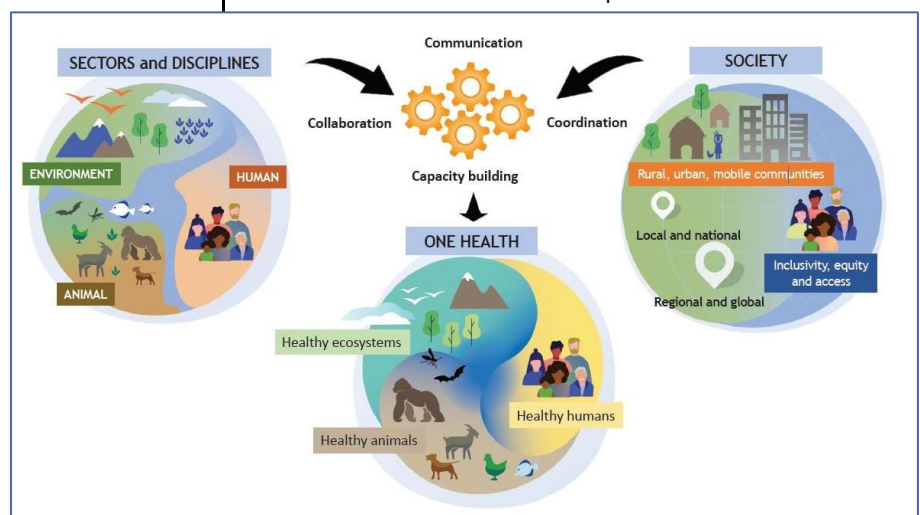 SECTORS and DISCIPLINES
ENVIRONMENT
HUMAN
ANIMAL
Communication
Collaboration
Coordination
Capacity building
SOCIETY
Rural, urban, mobile communities
Local and national
Regional and global
Inclusivity, equity
and access
ONE HEALTH
Healthy ecosystems
Healthy humans
Healthy animals